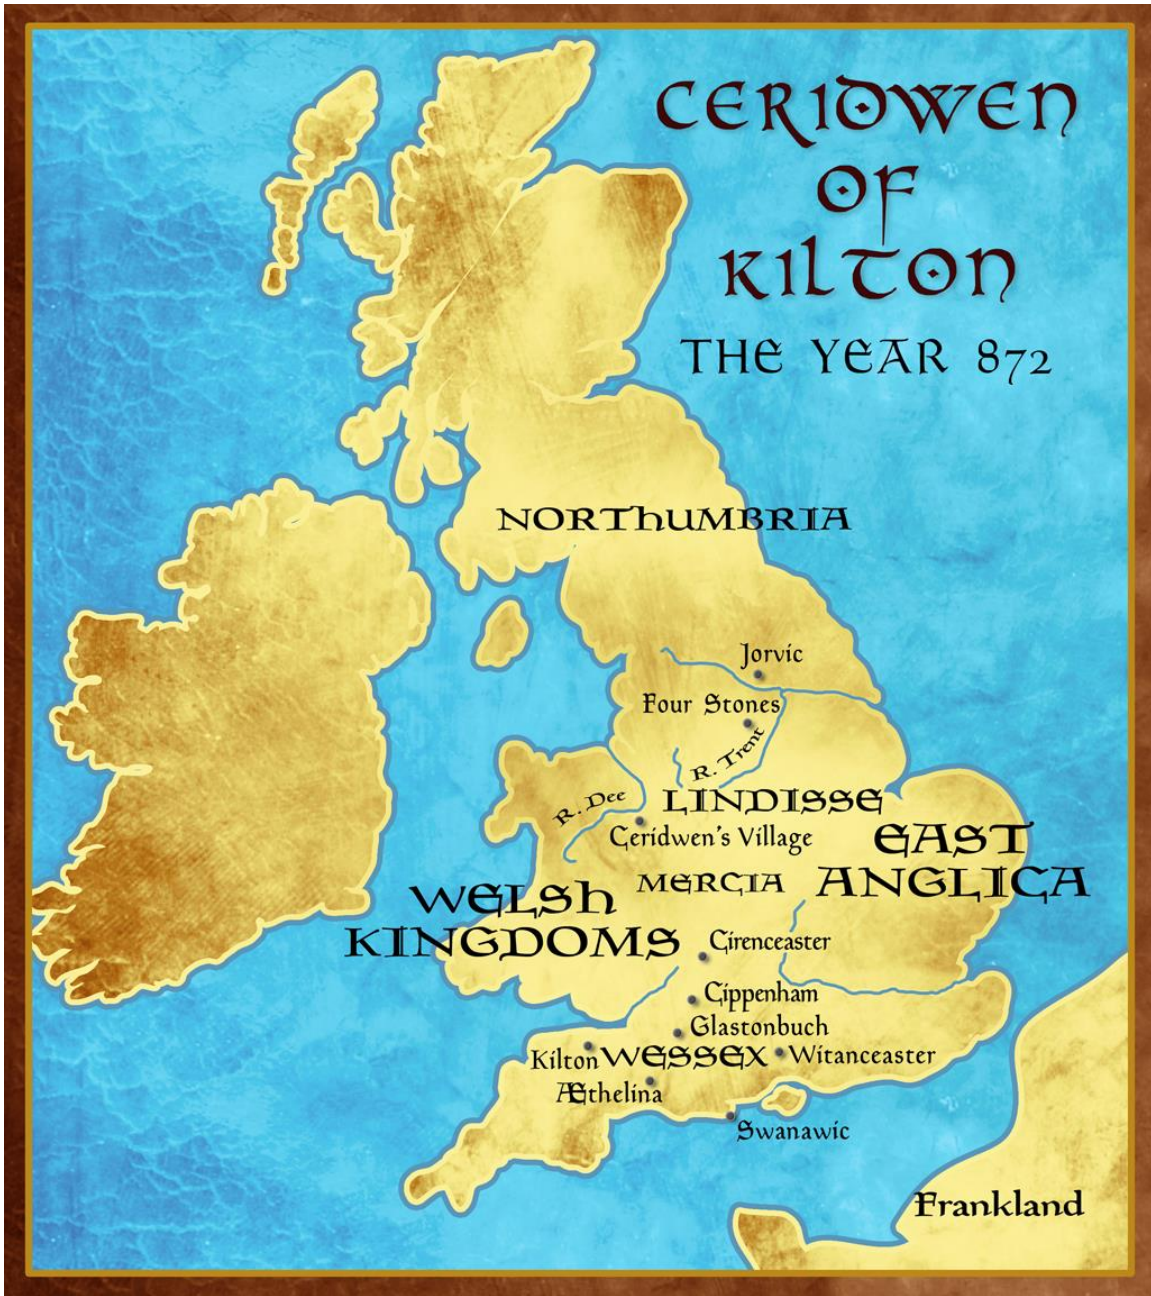 CERIDWEN
OF
KILTON
THE YEAR 872
NORTHUMBRIA
Jorvic
Four Stones
R. Trent
R. Dee
LINDISSE
Ceridwen's Village
EAST
ANGLICA
MERCIA
WELSH
KINGDOMS
Cirenceaster
Cippenham
Glastonbuch
Kilton
WESSEX
Witanceaster
Æthelina
Swanawic
Frankland